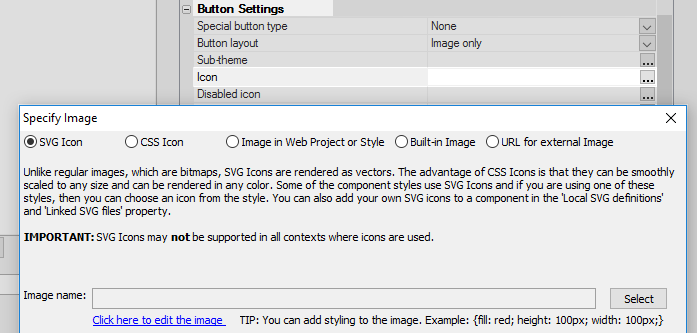 Button Settings
Special button type None
Button layout Image only
Sub-theme ...
Icon ...
Disabled icon ...
Specify Image
SVG Icon CSS Icon Image in Web Project or Style Built-in Image URL for external Image
Unlike regular images, which are bitmaps, SVG Icons are rendered as vectors. The advantage of CSS Icons is that they can be smoothly
scaled to any size and can be rendered in any color. Some of the component styles use SVG Icons and if you are using one of these
styles, then you can choose an icon from the style. You can also add your own SVG icons to a component in the 'Local SVG definitions'
and 'Linked SVG files' property.
IMPORTANT: SVG Icons may not be supported in all contexts where icons are used.
Image name: Select
Click here to edit the image TIP: You can add styling to the image. Example: {fill: red; height: 100px; width: 100px;}